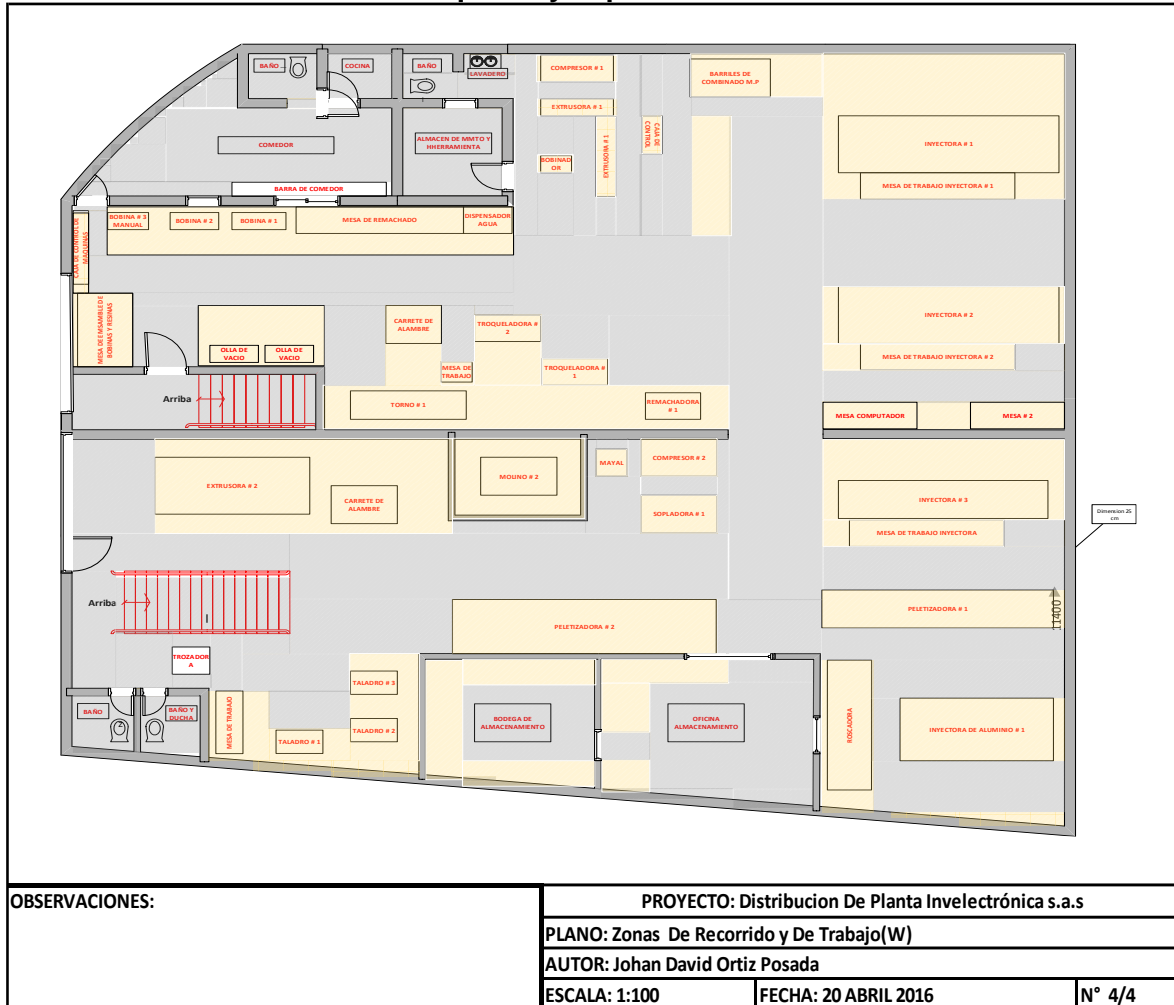 BAÑO
COCINA
BAÑO
LAVADERO
COMPRESOR # 1
BARRILES DE
COMBINADO M.P
EXTRUSORA # 1
COMEDOR
ALMACEN DE MMTO Y
HHERRAMIENTA
EXTRUSORA # 1
CAJA DE
CONTROL
INYECTORA # 1
BOBINAD
OR
BARRA DE COMEDOR
MESA DE TRABAJO INYECTORA # 1
BOBINA # 3
MANUAL
BOBINA # 2
BOBINA # 1
MESA DE REMACHADO
DISPENSADOR
AGUA
CAJA DE CONTROL DE
MAQUINAS
MESA DE ENSAMBLE DE
BOBINAS Y RESINAS
CARRETE DE
ALAMBRE
TROQUELADORA #
2
INYECTORA # 2
OLLA DE
VACIO
OLLA DE
VACIO
MESA DE TRABAJO INYECTORA # 2
MESA DE
TRABAJO
TROQUELADORA #
1
Arriba
TORNO # 1
REMACHADORA
# 1
MESA COMPUTADOR
MESA # 2
EXTRUSORA # 2
CARRETE DE
ALAMBRE
MOLINO # 2
MAYAL
COMPRESOR # 2
INYECTORA # 3
SOPLADORA # 1
MESA DE TRABAJO INYECTORA
Dimension 25
cm
Arriba
PELETIZADORA # 2
PELETIZADORA # 1
11400
TROZADOR
A
BAÑO
BAÑO Y
DUCHA
MESA DE TRABAJO
TALADRO # 3
TALADRO # 2
TALADRO # 1
BODEGA DE
ALMACENAMIENTO
OFICINA
ALMACENAMIENTO
ROSCADORA
INYECTORA DE ALUMINIO # 1
OBSERVACIONES:
PROYECTO: Distribucion De Planta Invelectrónica s.a.s
PLANO: Zonas De Recorrido y De Trabajo(W)
AUTOR: Johan David Ortiz Posada
ESCALA: 1:100
FECHA: 20 ABRIL 2016
N° 4/4